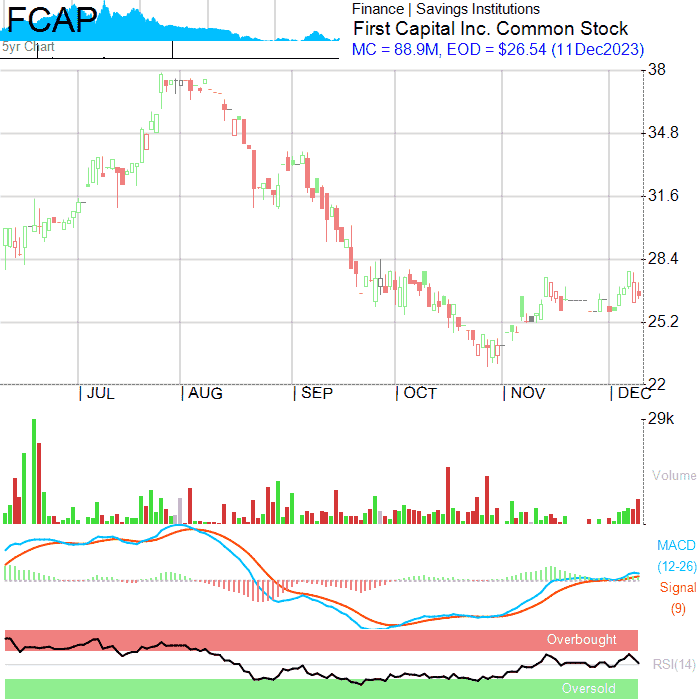 FCAP
5yr Chart
Finance | Savings Institutions
First Capital Inc. Common Stock
MC = 88.9M, EOD = $26.54 (11Dec2023)
38
34.8
31.6
28.4
25.2
22
JUL AUG SEP OCT NOV DEC
29k
Volume
MACD
(12-26)
Signal
(9)
Overbought
RSI(14)
Oversold